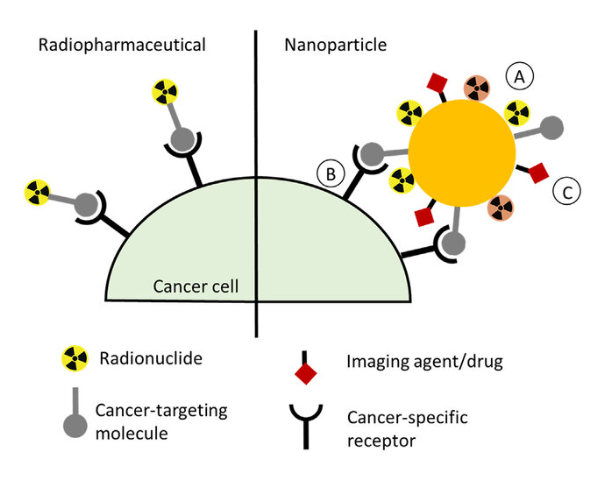 Radiopharmaceutical
Nanoparticle
A
B
C
Cancer cell
Radionuclide
Imaging agent/drug
Cancer-targeting
molecule
Cancer-specific
receptor